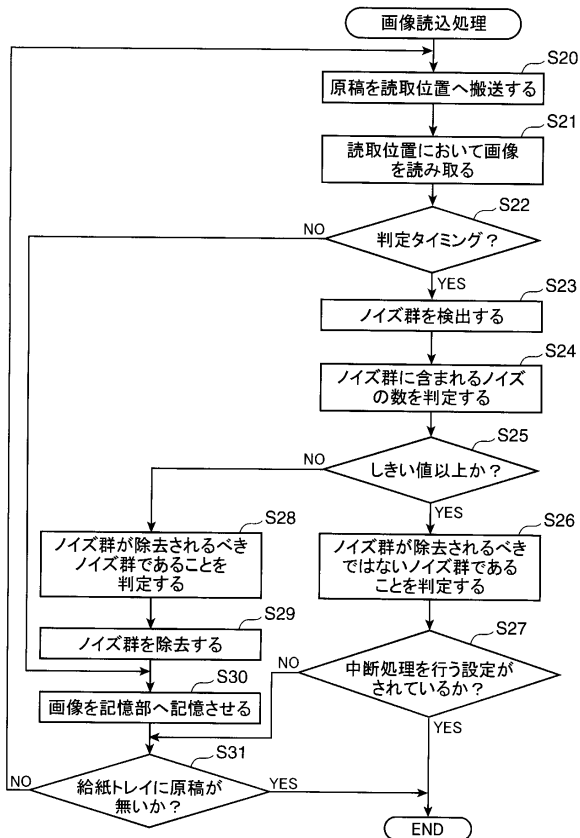 画像読込処理
S20
原稿を読取位置へ搬送する
S21
読取位置において画像
を読み取る
S22
NO
判定タイミング?
YES
S23
ノイズ群を検出する
S24
ノイズ群に含まれるノイズ
の数を判定する
S25
NO
しきい値以上か?
YES
S28
ノイズ群が除去されるべき
ノイズ群であることを
判定する
S26
ノイズ群が除去されるべき
ではないノイズ群である
ことを判定する
S29
ノイズ群を除去する
S27
NO
中断処理を行う設定が
されているか?
YES
S30
画像を記憶部へ記憶させる
S31
NO
給紙トレイに原稿が
無いか?
YES
END